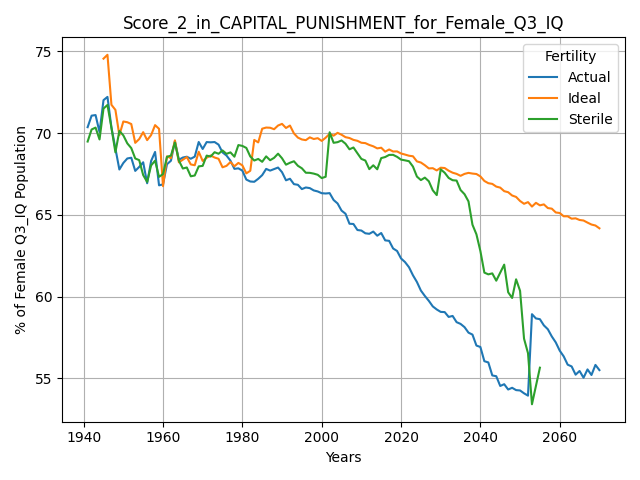 Score_2_in_CAPITAL_PUNISHMENT_for_Female_Q3_IQ
Fertility
Actual
Ideal
Sterile
% of Female Q3_IQ Population
75
70
65
60
55
1940 1960 1980 2000 2020 2040 2060
Years